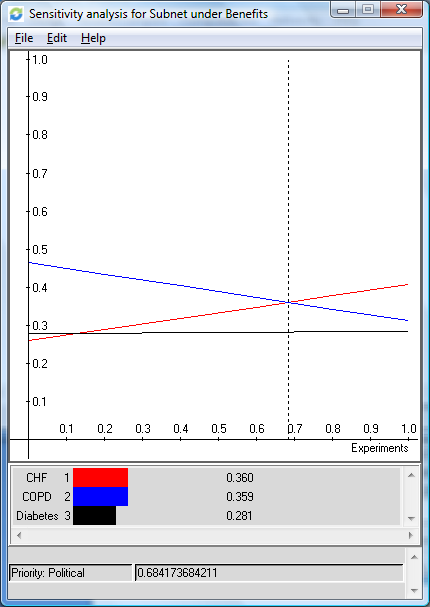 Sensitivity analysis for Subnet under Benefits
File Edit Help
1.0
0.9
0.8
0.7
0.6
0.5
0.4
0.3
0.2
0.1
0.1 0.2 0.3 0.4 0.5 0.6 0.7 0.8 0.9 1.0
Experiments
CHF 1 0.360
COPD 2 0.359
Diabetes 3 0.281
Priority: Political 0.684173684211